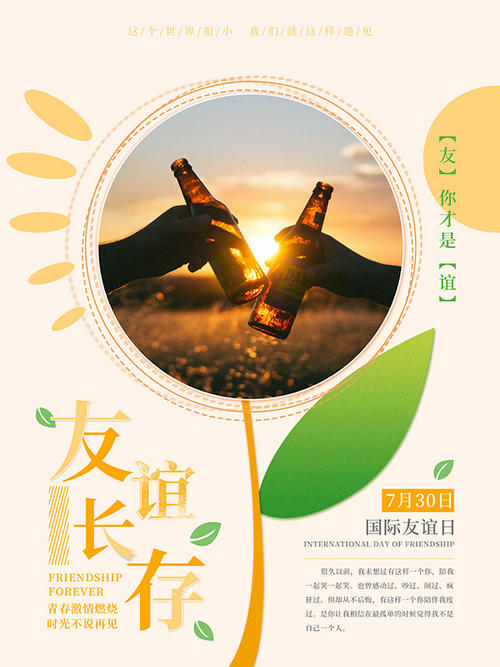 这/个/世/界/很/小　我/们/就/这/样/遇/见
【友】你才是【谊】
友谊长存
FRIENDSHIP
FOREVER
青春激情燃烧
时光不说再见
7月30日
国际友谊日
INTERNATIONAL DAY OF FRIENDSHIP
很久以前，我未想过有这样一个你，陪我
一起哭一起笑。也曾感动过，吵过，闹过，疯
狂过。但却从不后悔，有这样一个你陪伴我度
过。是你让我相信在最孤单的时候觉得我不是
自己一个人。